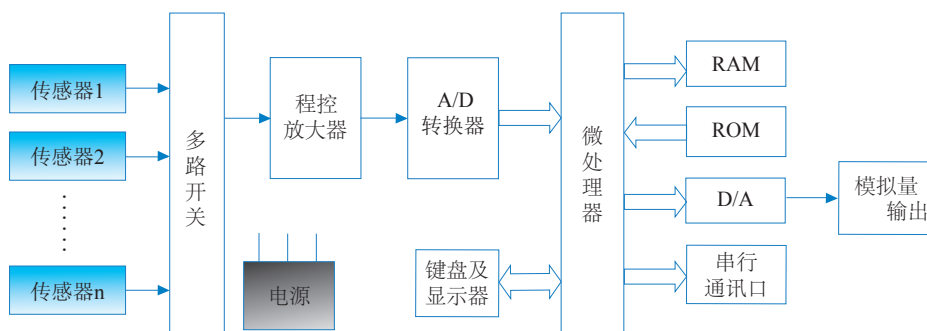 传感器1
传感器2
传感器n
多
路
开
关
程控
放大器
电源
A/D
转换器
键盘及
显示器
微
处
理
器
RAM
ROM
D/A
串行
通讯口
模拟量
输出